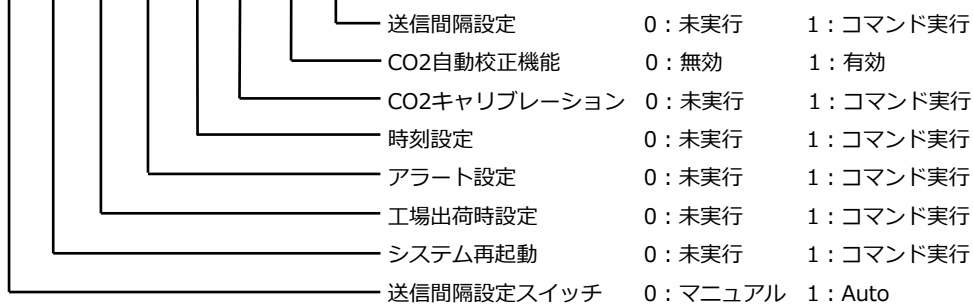 送信間隔設定 0：未実行 1：コマンド実行
CO2自動校正機能 0：無効 1：有効
CO2キャリブレーション 0：未実行 1：コマンド実行
時刻設定 0：未実行 1：コマンド実行
アラート設定 0：未実行 1：コマンド実行
工場出荷時設定 0：未実行 1：コマンド実行
システム再起動 0：未実行 1：コマンド実行
送信間隔設定スイッチ 0：マニュアル 1：Auto